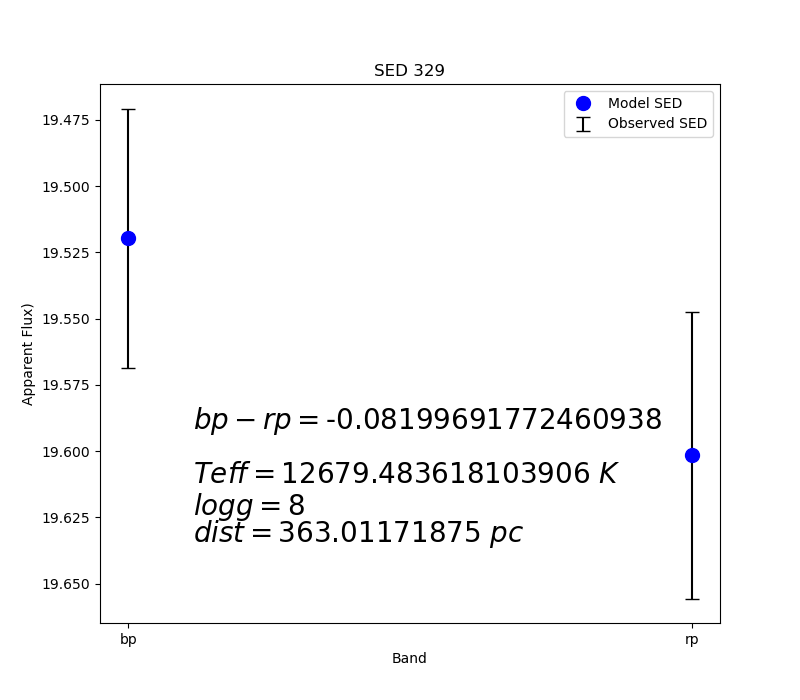 SED 329
Model SED
Observed SED
19.475
19.500
19.525
19.550
19.575
19.600
19.625
19.650
Apparent Flux)
bp − rp = -0.08199691772460938
Teff = 12679.483618103906 K
logg = 8
dist = 363.01171875 pc
bp
rp
Band